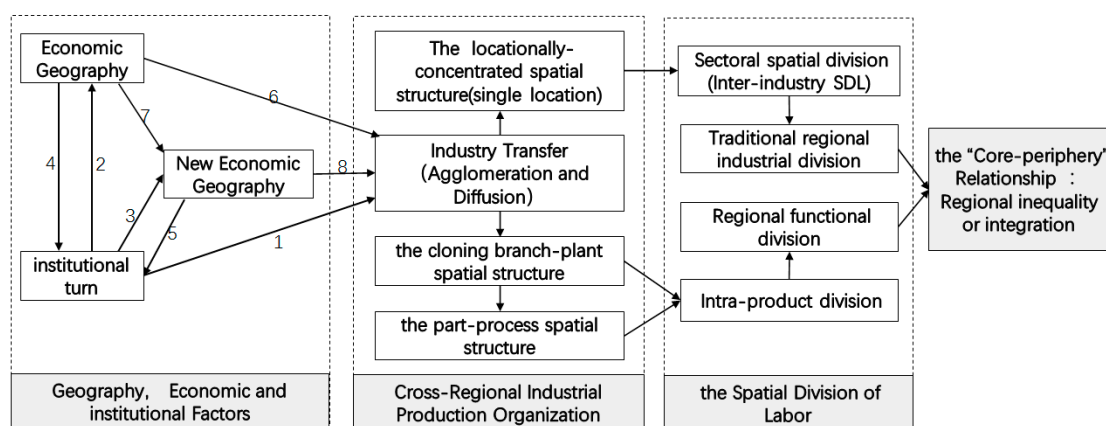 Economic
Geography
4
2
7
6
New Economic
Geography
8
3
5
1
institutional
turn
Geography, Economic and
institutional Factors
The locationally-
concentrated spatial
structure(single location)
Industry Transfer
(Agglomeration and
Diffusion)
the cloning branch-plant
spatial structure
the part-process spatial
structure
Cross-Regional Industrial
Production Organization
Sectoral spatial division
(Inter-industry SDL)
Traditional regional
industrial division
Regional functional
division
Intra-product division
the Spatial Division of
Labor
the “Core-periphery”
Relationship：
Regional inequality
or integration